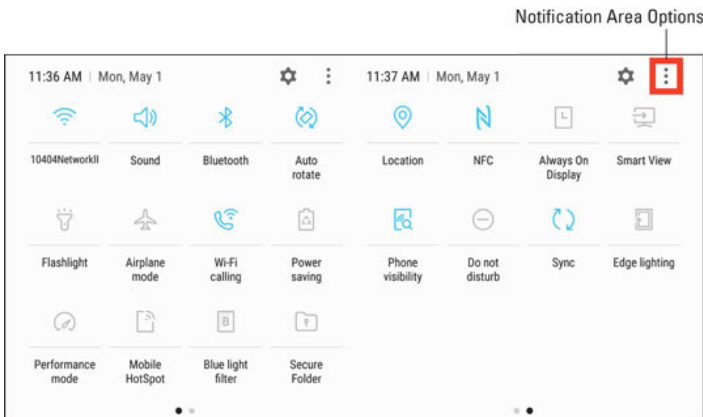 Notification Area Options
11:36 AM | Mon, May 1
10404NetworkII
Sound
Bluetooth
Auto
rotate
Flashlight
Airplane
mode
Wi-Fi
calling
Power
saving
Performance
mode
Mobile
HotSpot
Blue light
filter
Secure
Folder
11:37 AM | Mon, May 1
Location
NFC
Always On
Display
Smart View
Phone
visibility
Do not
disturb
Sync
Edge lighting